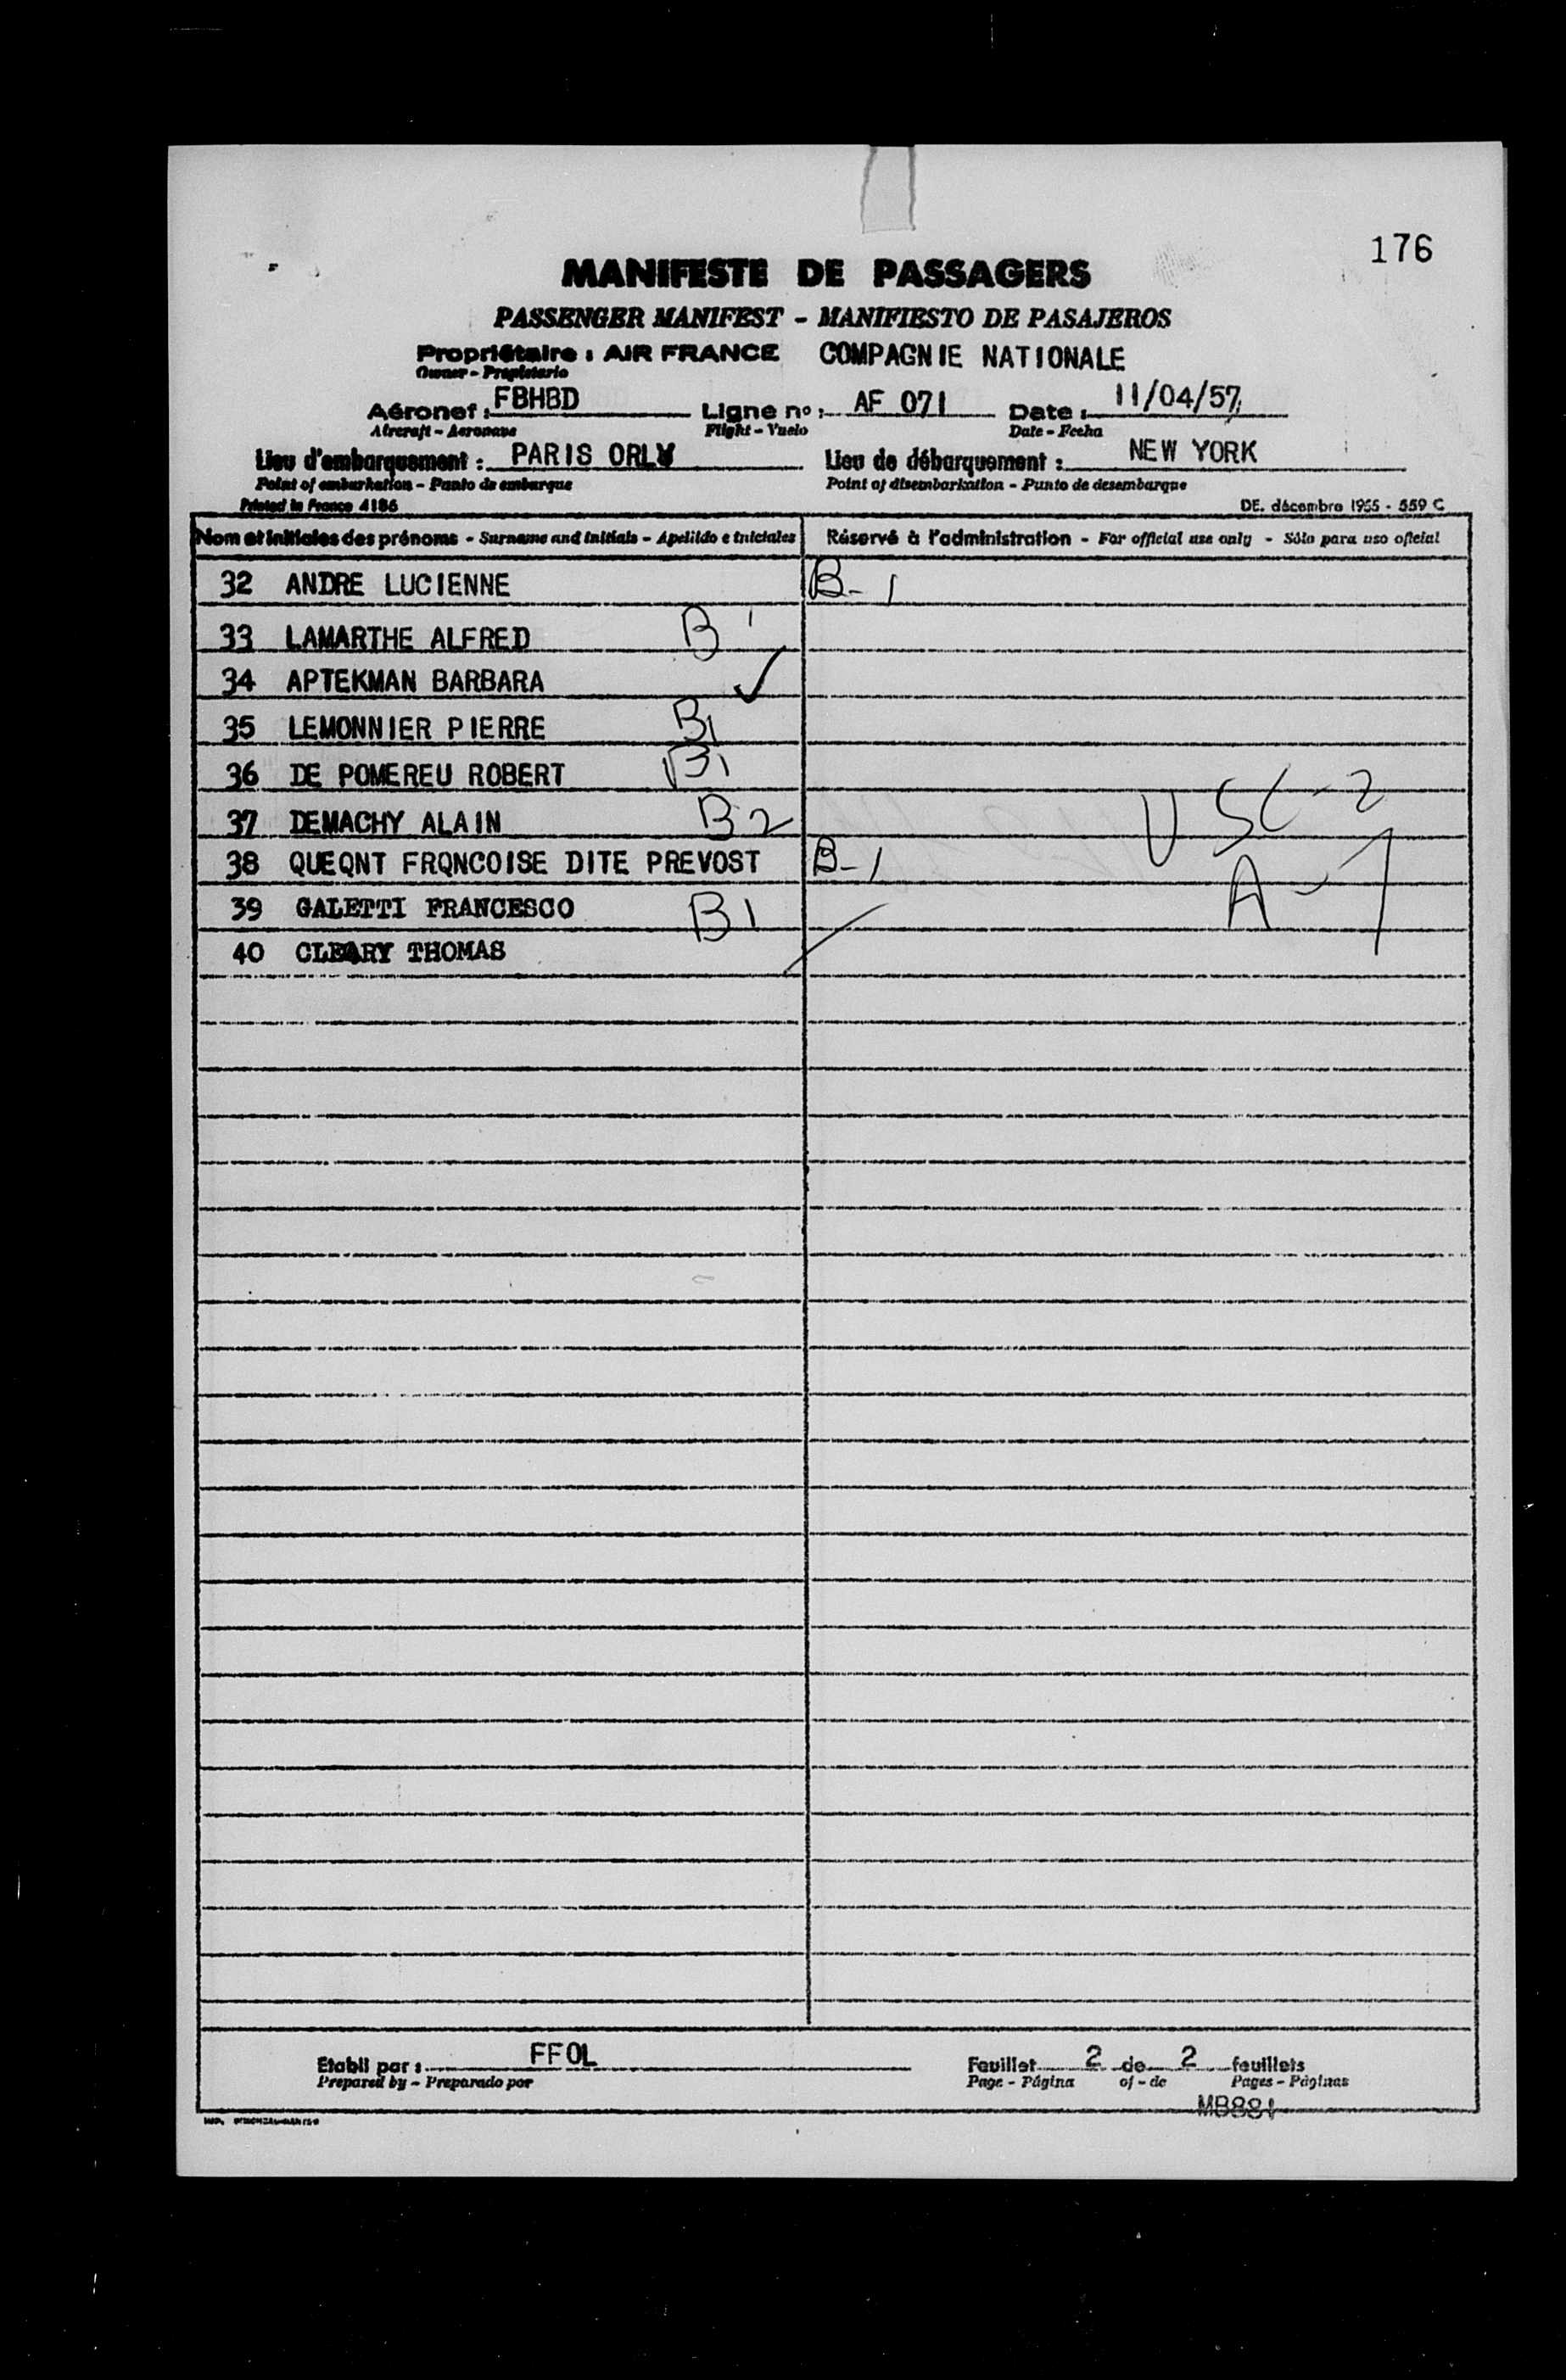 176
MANIFESTE DE PASSAGERS
PASSENGER MANIFEST - MANIFIESTO DE PASAJEROS
Propriétaire : AIR FRANCE COMPAGNIE NATIONALE
Owner - Propietario
Aéronef : FBHBD Ligne no : AF 071 Date : 11/04/57
Aircraft - Aeronave Flight - Vuelo Date - Fecha
Lieu d'embarquement : PARIS ORLY Lieu de débarquement : NEW YORK
Point of embarkation - Punto de embarque Point of disembarkation - Punto de desembarque
Printed in France 4186 DE. décembre 1955 - 559 C
Nom et initiales des prénoms - Surname and initials - Apellido e iniciales Réservé à l'administration - For official use only - Sólo para uso oficial
32 ANDRE LUCIENNE B-1
33 LAMARTHE ALFRED B1
34 APTEKMAN BARBARA ✓
35 LEMONNIER PIERRE B1
36 DE POMEREU ROBERT B1
37 DEMACHY ALAIN B2 USC-2
38 QUEQNT FRQNCOISE DITE PREVOST B-1 A-7
39 GALETTI FRANCESCO B1
40 CLEARY THOMAS
Etabli par : FFOL Feuillet 2 de 2 feuillets
Prepared by - Preparado por Page - Página of - de Pages - Páginas
MB881